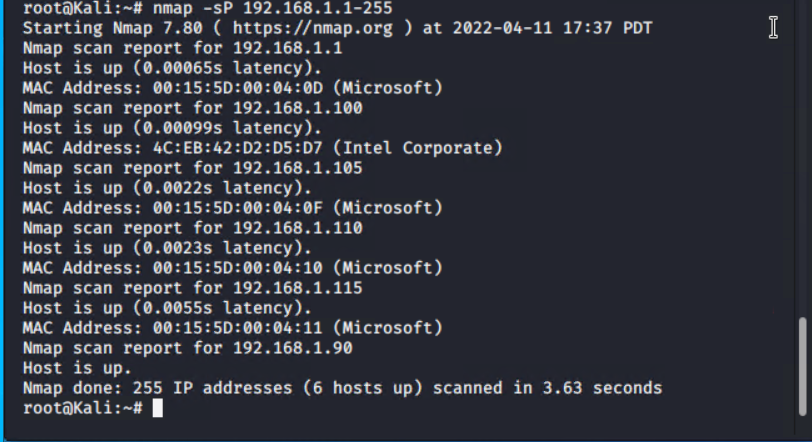 root@Kali:~# nmap -sP 192.168.1.1-255
Starting Nmap 7.80 ( https://nmap.org ) at 2022-04-11 17:37 PDT
Nmap scan report for 192.168.1.1
Host is up (0.00065s latency).
MAC Address: 00:15:5D:00:04:0D (Microsoft)
Nmap scan report for 192.168.1.100
Host is up (0.00099s latency).
MAC Address: 4C:EB:42:D2:D5:D7 (Intel Corporate)
Nmap scan report for 192.168.1.105
Host is up (0.0022s latency).
MAC Address: 00:15:5D:00:04:0F (Microsoft)
Nmap scan report for 192.168.1.110
Host is up (0.0023s latency).
MAC Address: 00:15:5D:00:04:10 (Microsoft)
Nmap scan report for 192.168.1.115
Host is up (0.0055s latency).
MAC Address: 00:15:5D:00:04:11 (Microsoft)
Nmap scan report for 192.168.1.90
Host is up.
Nmap done: 255 IP addresses (6 hosts up) scanned in 3.63 seconds
root@Kali:~#